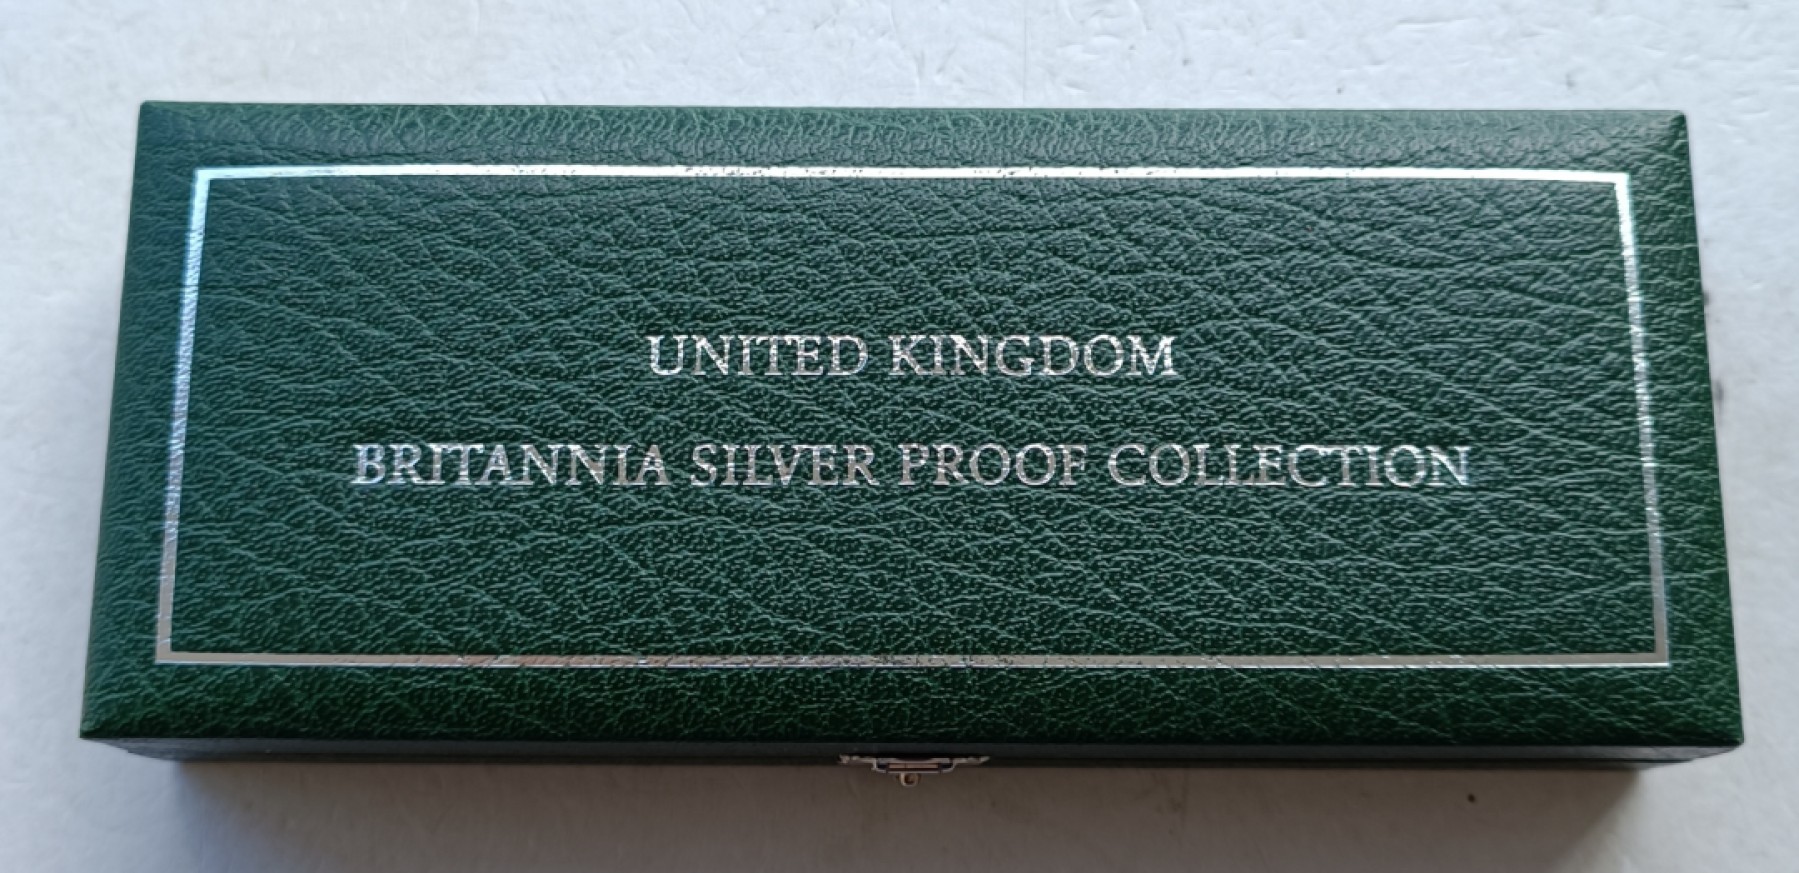 UNITED KINGDOM
BRITANNIA SILVER PROOF COLLECTION